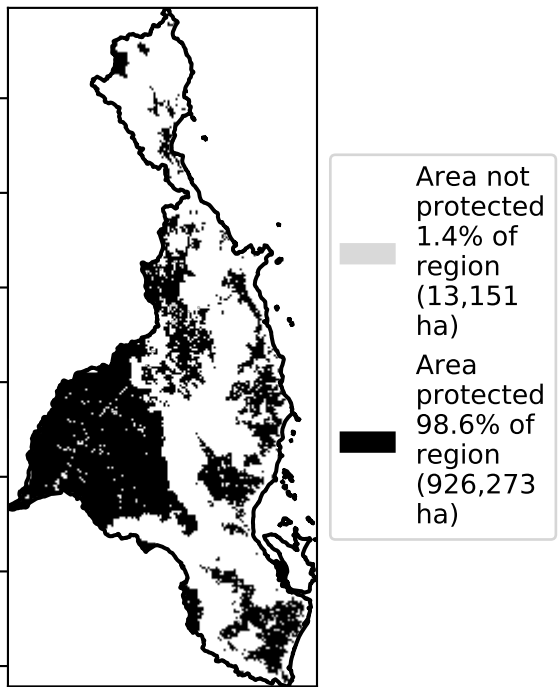 Area not
protected
1.4% of
region
(13,151
ha)
Area
protected
98.6% of
region
(926,273
ha)